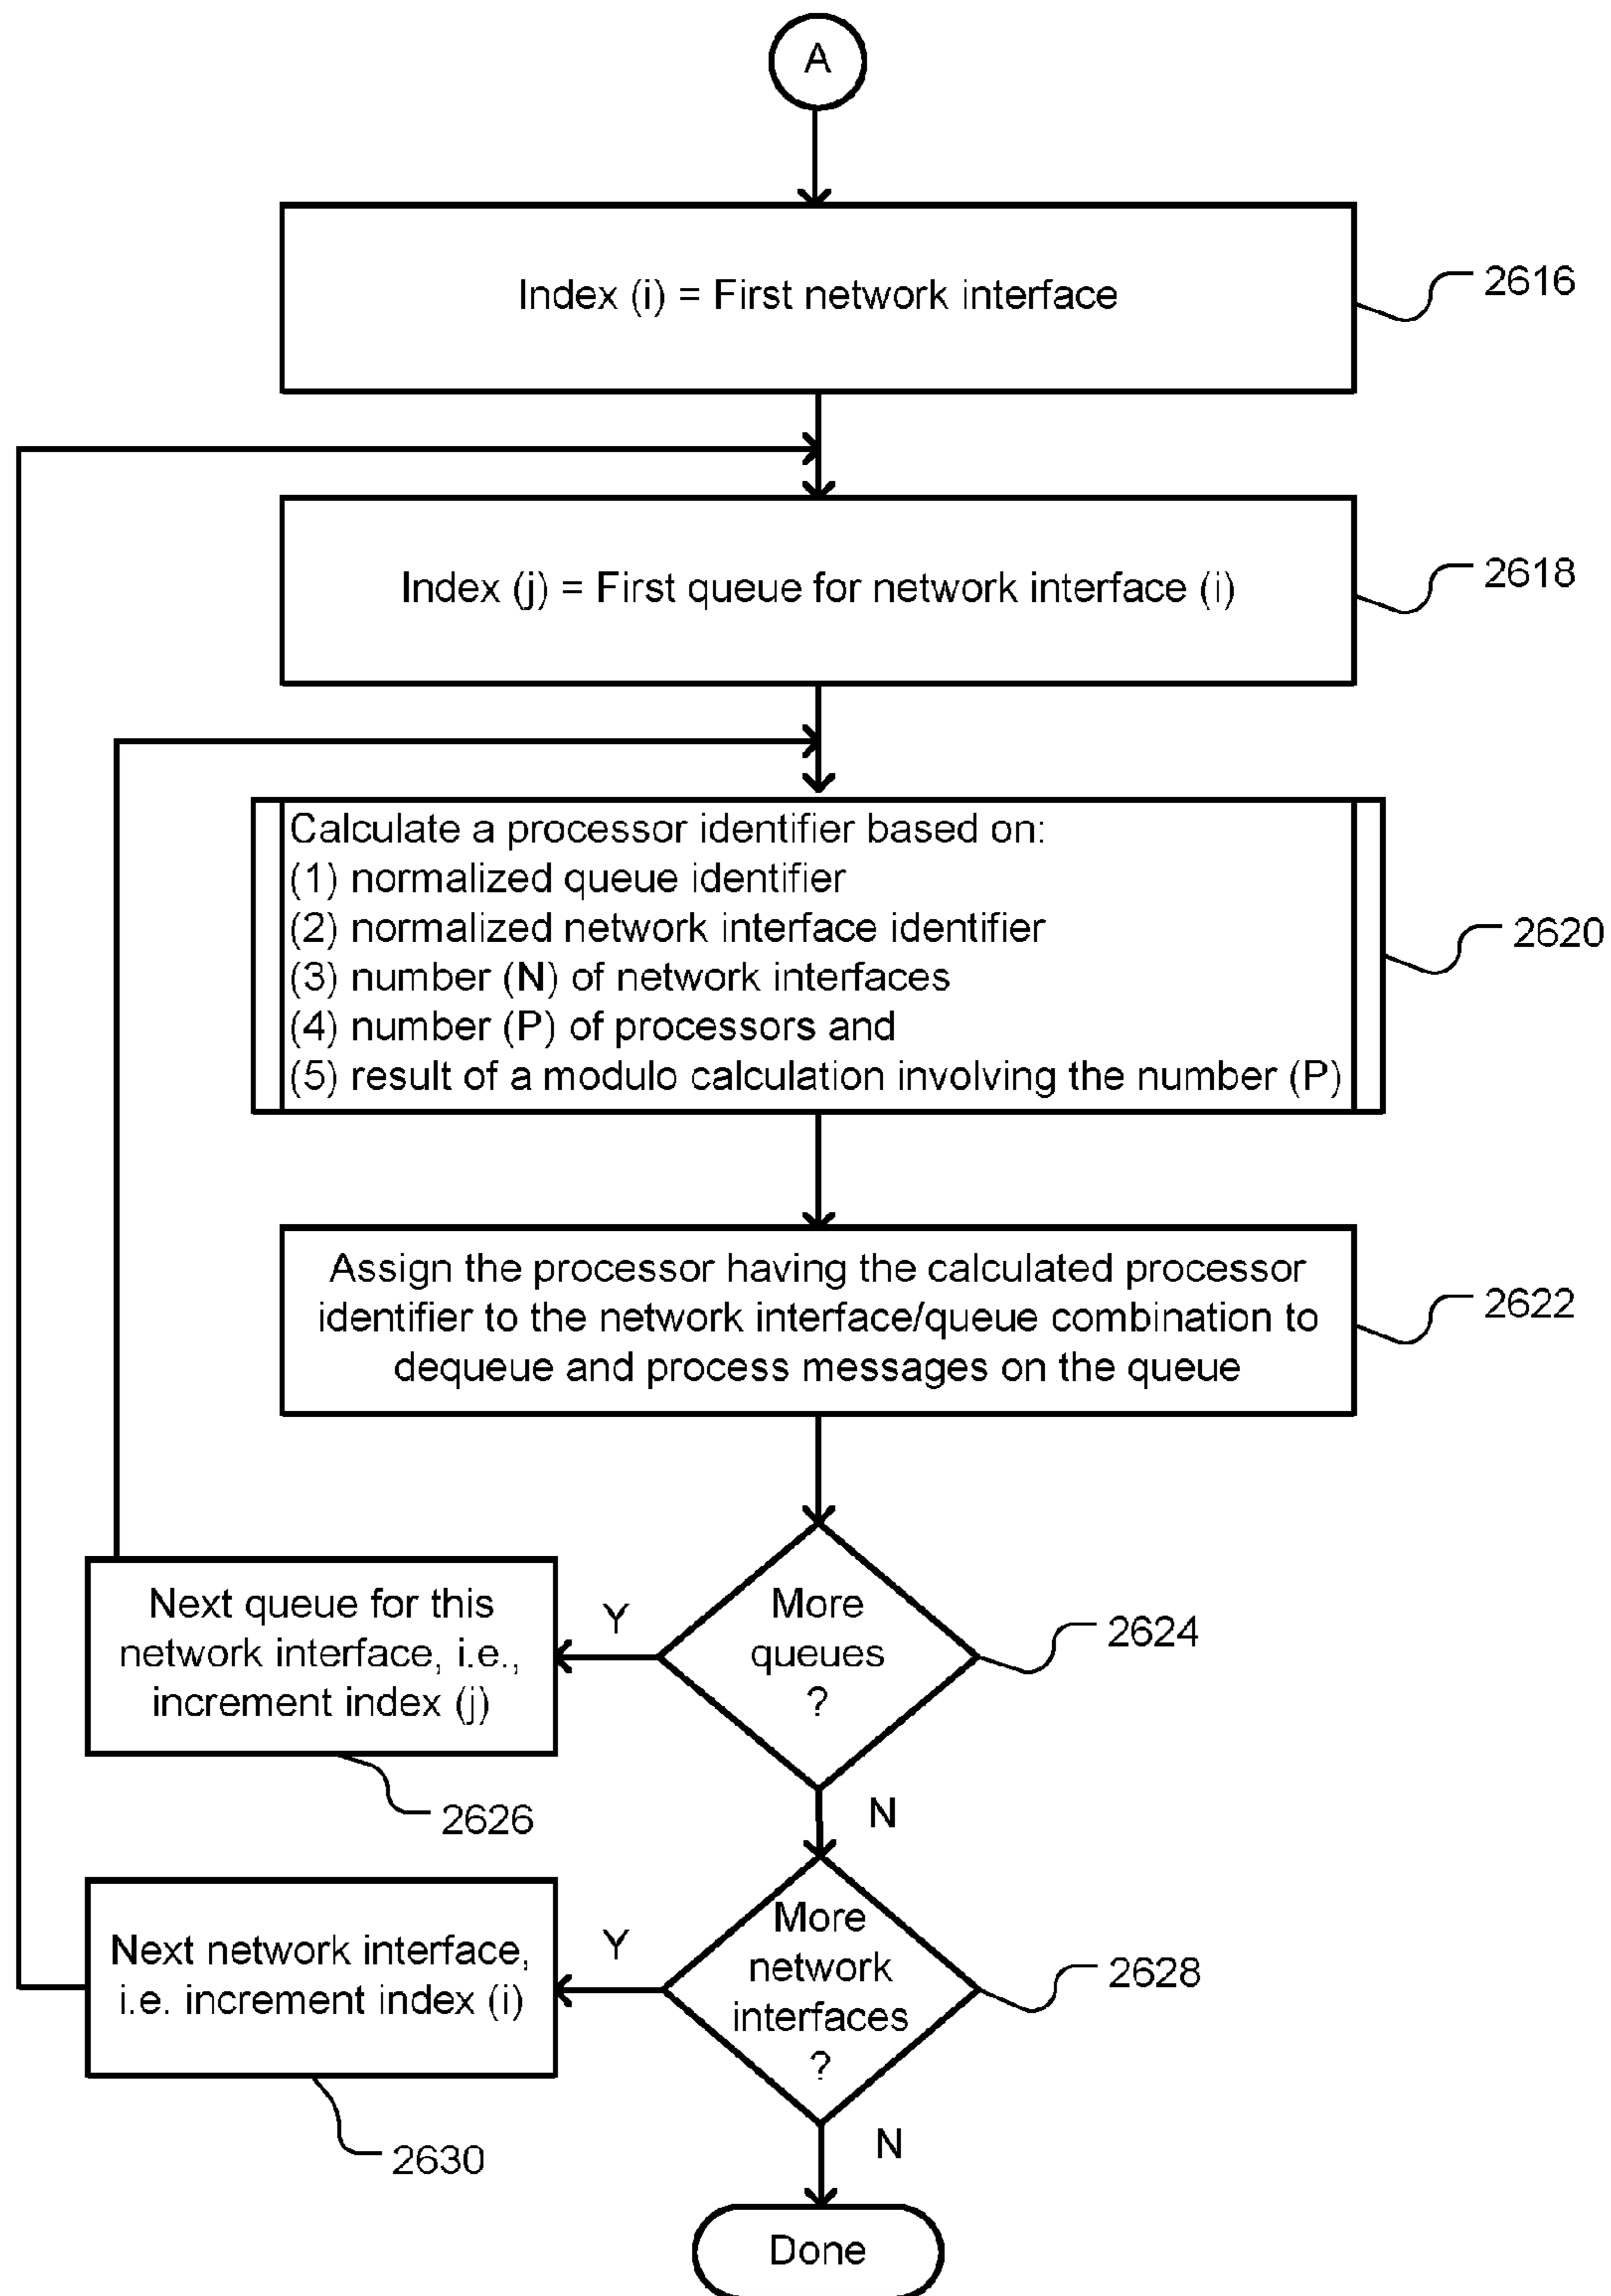 A
Index (i) = First network interface
2616
Index (j) = First queue for network interface (i)
2618
Calculate a processor identifier based on:
(1) normalized queue identifier
(2) normalized network interface identifier
(3) number (N) of network interfaces
(4) number (P) of processors and
(5) result of a modulo calculation involving the number (P)
2620
Assign the processor having the calculated processor
identifier to the network interface/queue combination to
dequeue and process messages on the queue
2622
More
queues
?
2624
Y
Next queue for this
network interface, i.e.,
increment index (j)
2626
N
More
network
interfaces
?
2628
Y
Next network interface,
i.e. increment index (i)
2630
N
Done